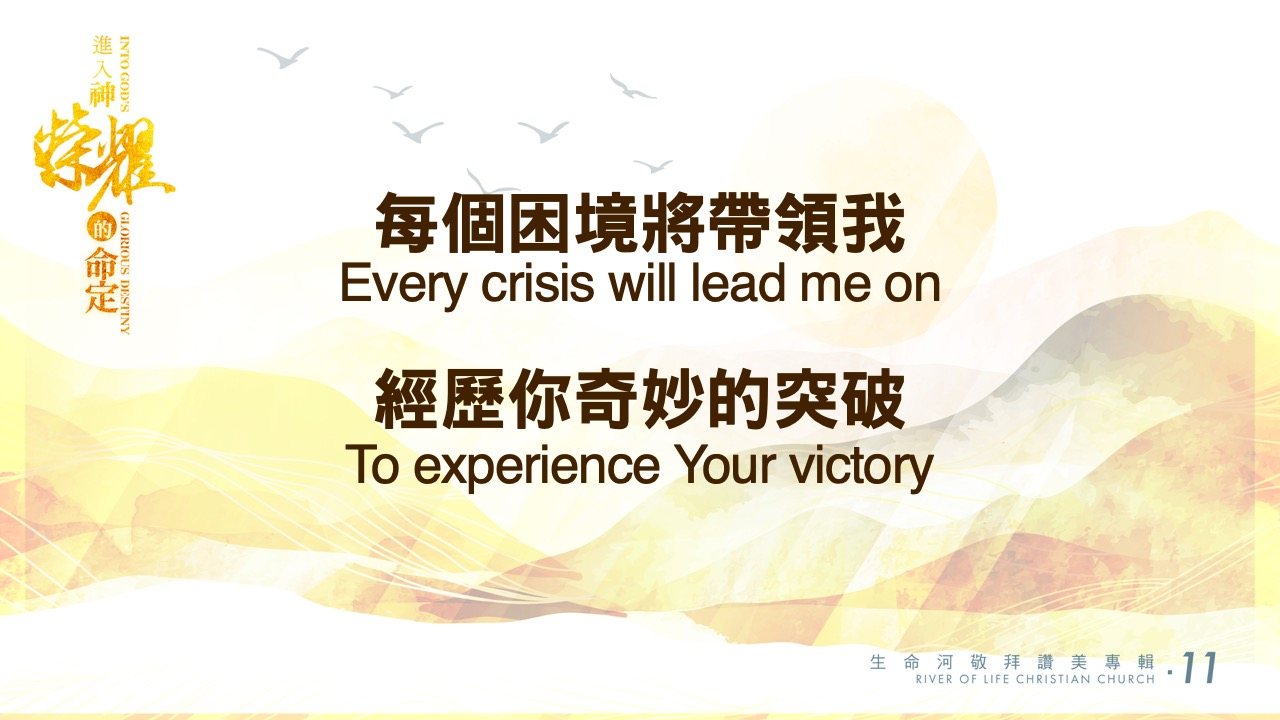 進入神
榮耀
的
命定
INTO GOD'S
GLORIOUS DESTINY
每個困境將帶領我
Every crisis will lead me on
經歷你奇妙的突破
To experience Your victory
生命河敬拜讚美專輯
RIVER OF LIFE CHRISTIAN CHURCH
·11